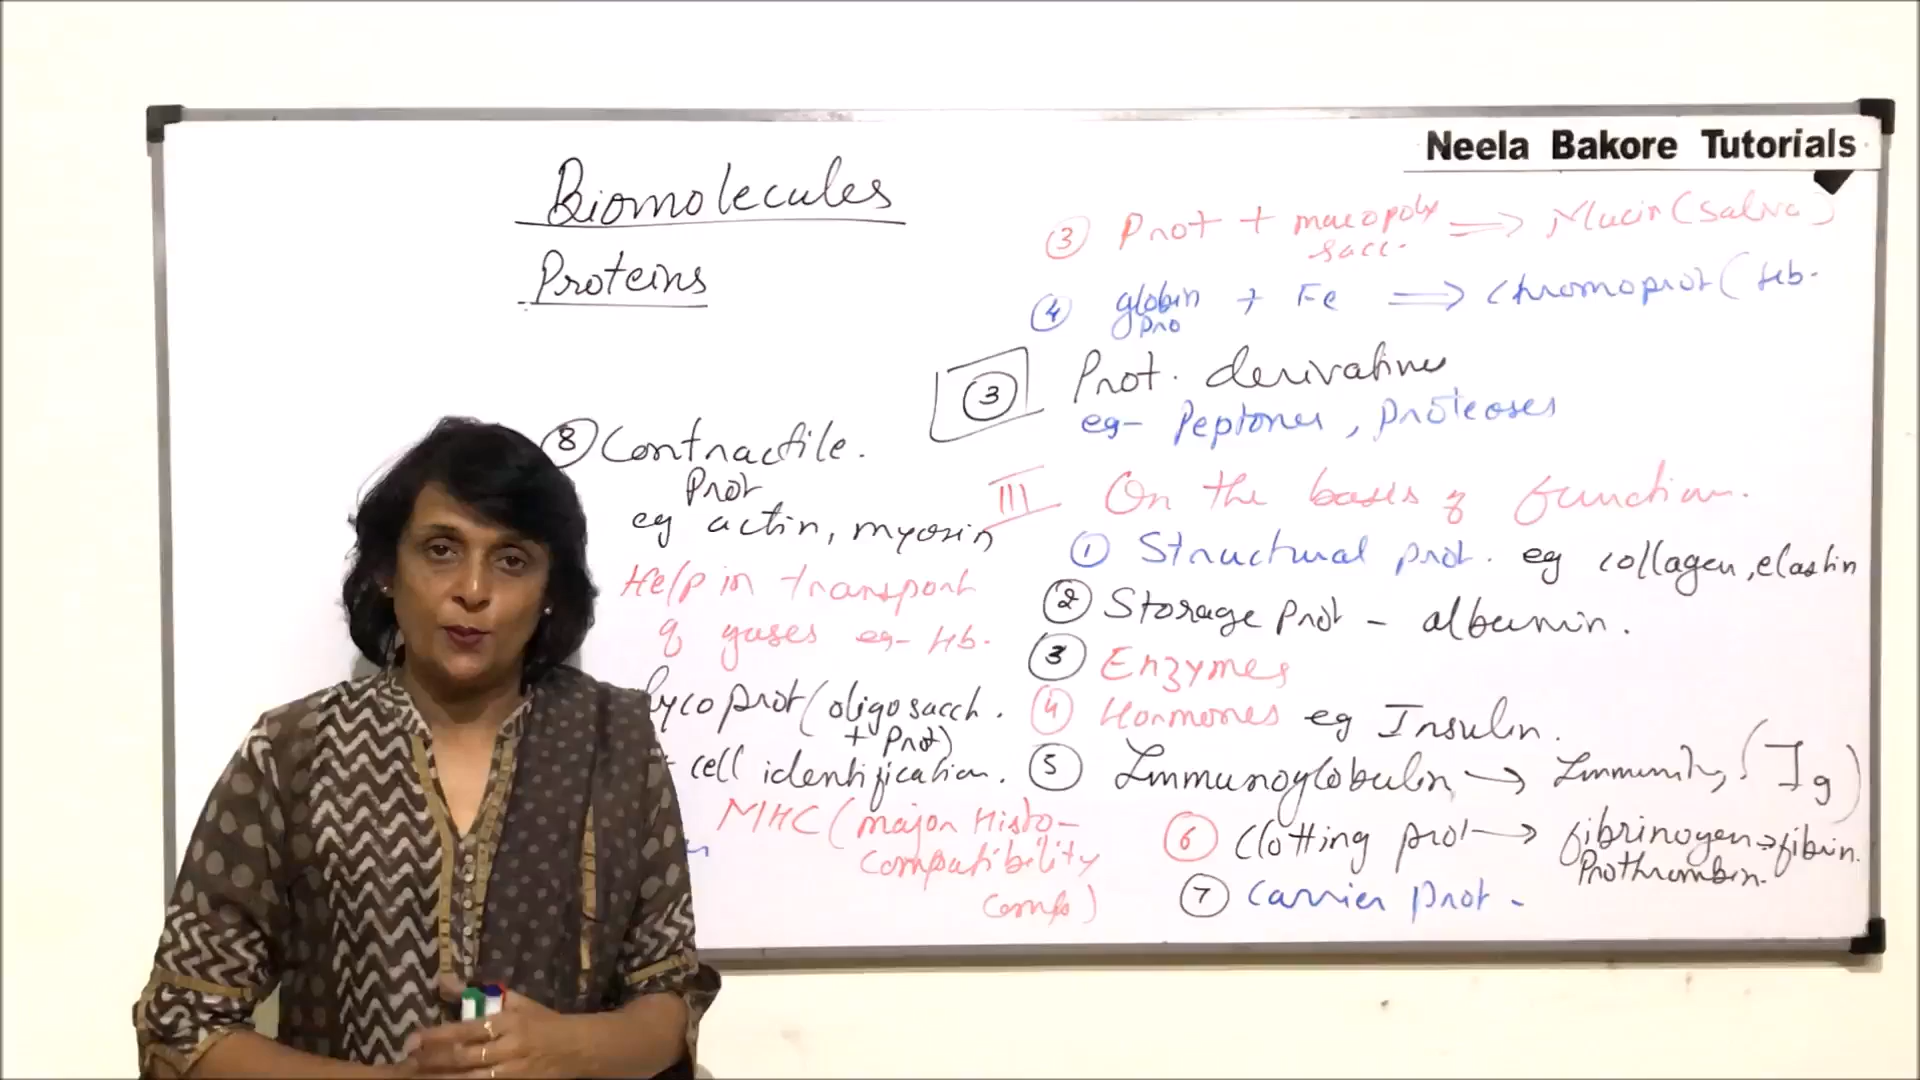 Neela Bakore Tutorials
Biomolecules
Proteins
③ Prot + mucopoly sacc. ⟹ Mucin (saliva)
④ globin pro + Fe ⟹ Chromoprot (Hb.
③ Prot. derivatives
eg- Peptones, Proteoses
III On the basis of function.
① Structural prot. eg collagen, elastin
② Storage Prot - albumin.
③ Enzymes
④ Hormones eg Insulin.
⑤ Immunoglobulin → Immunity (Ig)
⑥ Clotting prot → fibrinogen → fibrin.
Prothrombin.
⑦ Carrier Prot -
⑧ Contractile.
Prot
eg actin, myosin
Help in transport
of gases eg- Hb.
lycoprot (oligosacch.
+ Prot)
cell identification.
MHC (major Histo-
compatibility
comp)